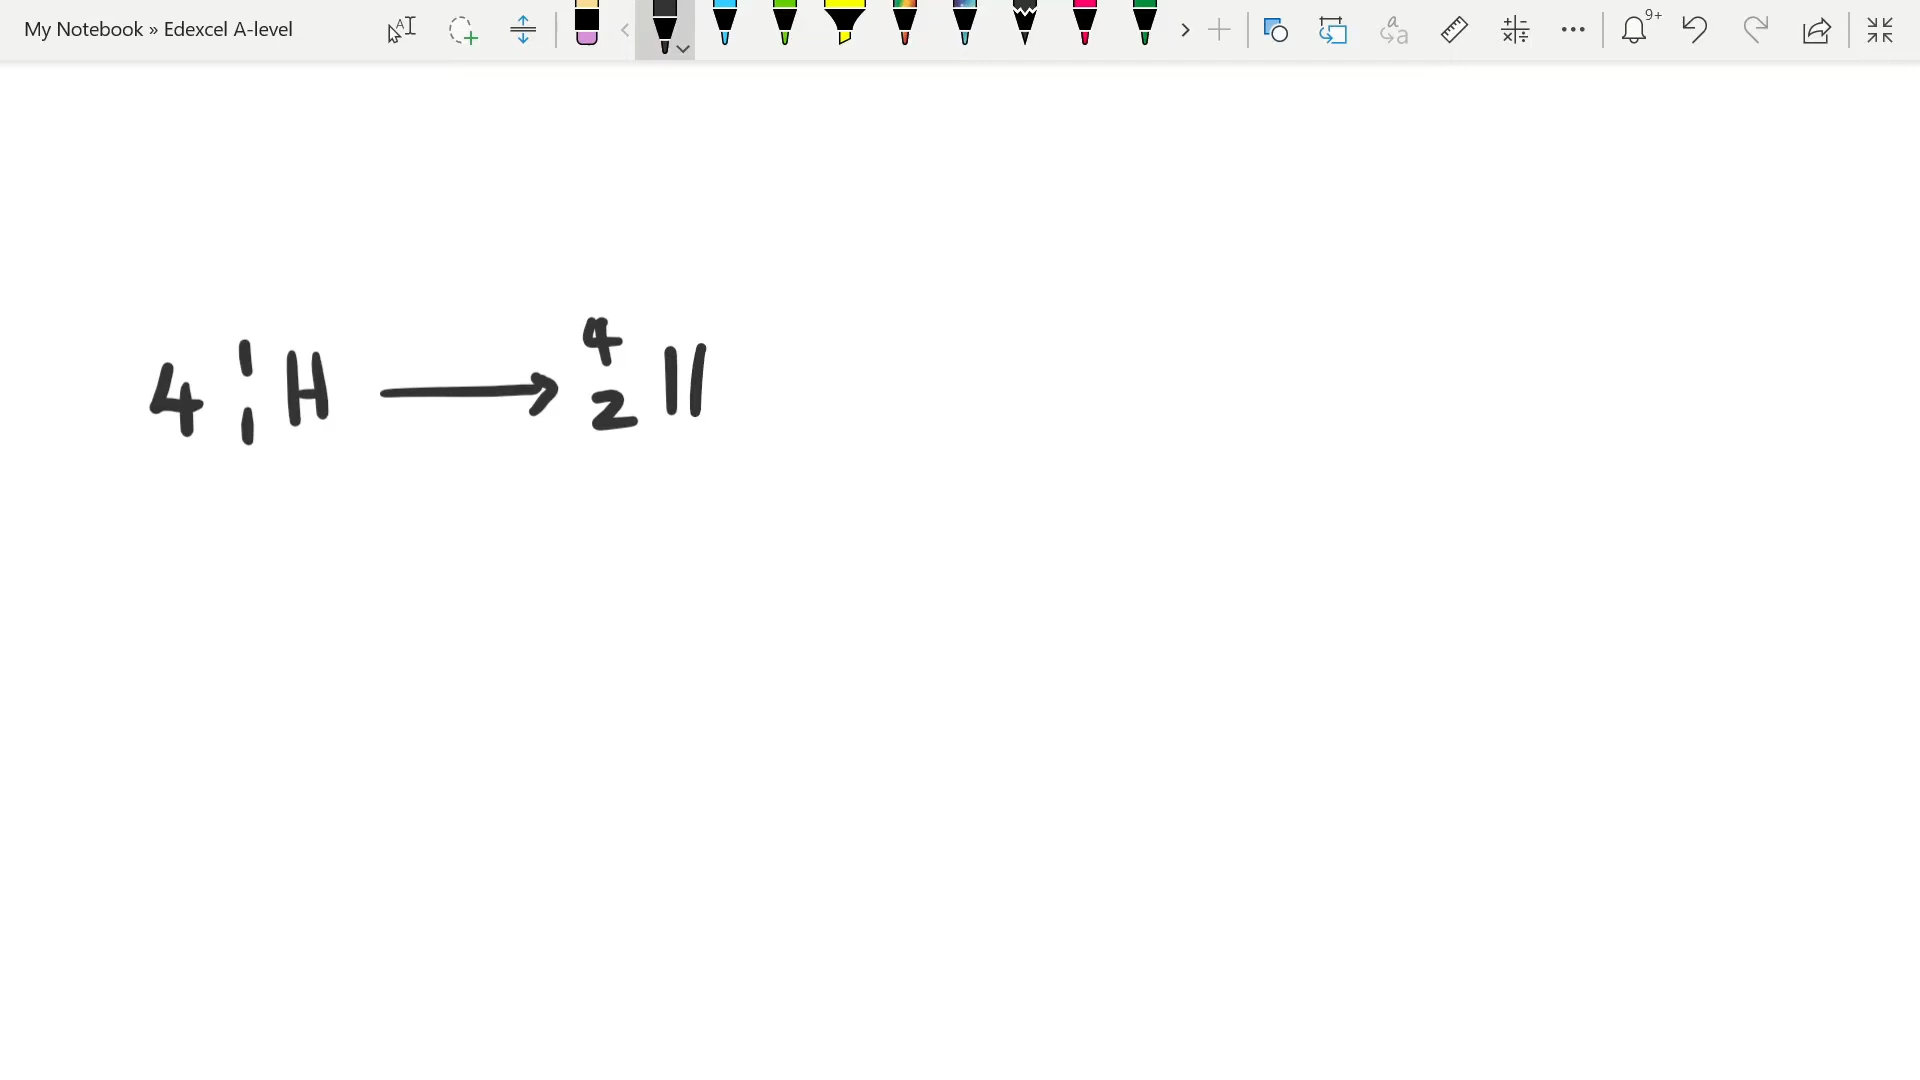 My Notebook » Edexcel A-level
9+
4 ¹₁H → ⁴₂